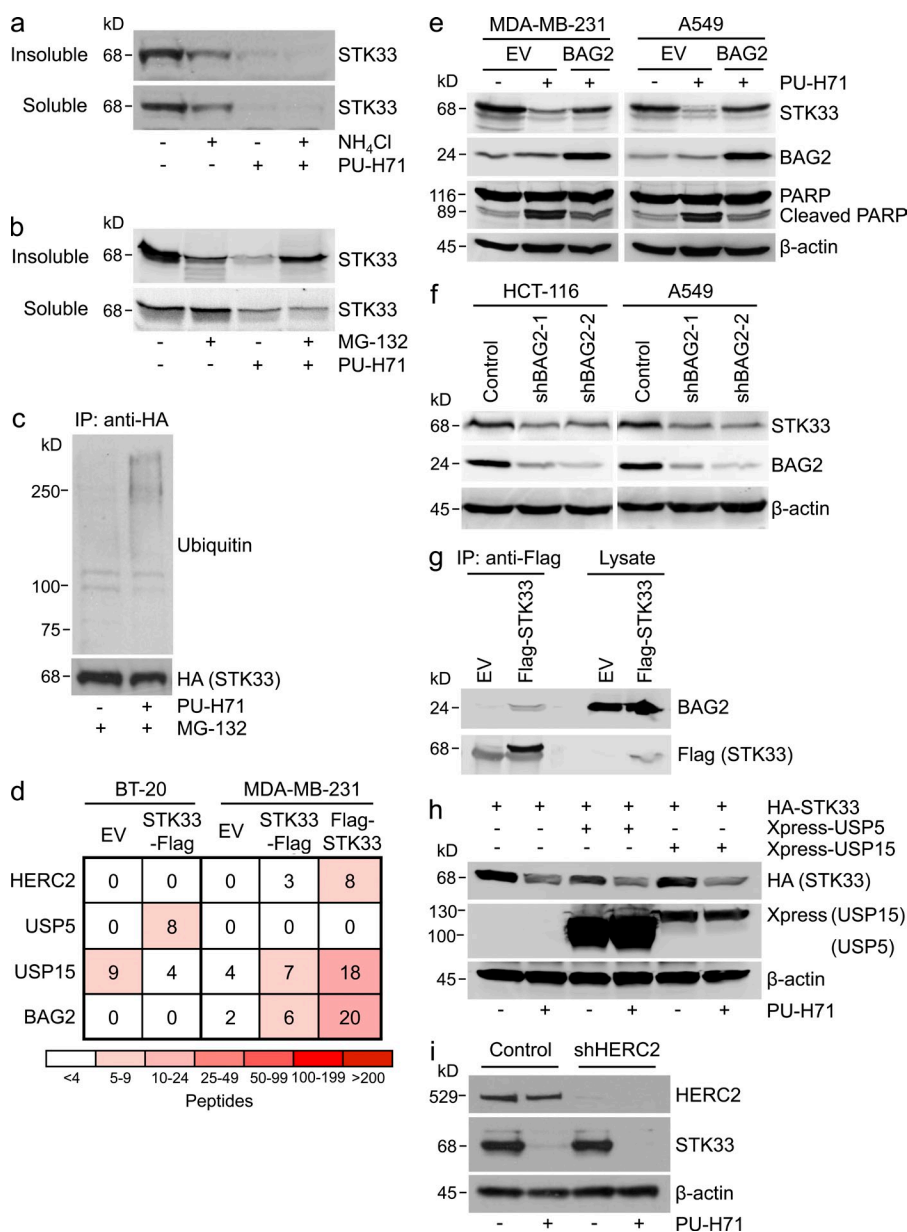 a
kD
Insoluble 68 STK33
Soluble 68 STK33
- + - + NH₄Cl
- - + + PU-H71
b
kD
Insoluble 68 STK33
Soluble 68 STK33
- + - + MG-132
- - + + PU-H71
c
IP: anti-HA
kD
250
Ubiquitin
100
75
68 HA (STK33)
- + PU-H71
+ + MG-132
d
BT-20 MDA-MB-231
EV STK33-Flag EV STK33-Flag Flag-STK33
HERC2 0 0 0 3 8
USP5 0 8 0 0 0
USP15 9 4 4 7 18
BAG2 0 0 2 6 20
<4 5-9 10-24 25-49 50-99 100-199 >200
Peptides
e
MDA-MB-231 A549
EV BAG2 EV BAG2
kD - + + - + + PU-H71
68 STK33
24 BAG2
116 PARP
89 Cleaved PARP
45 β-actin
f
HCT-116 A549
Control shBAG2-1 shBAG2-2 Control shBAG2-1 shBAG2-2
kD
68 STK33
24 BAG2
45 β-actin
g
IP: anti-Flag Lysate
EV Flag-STK33 EV Flag-STK33
kD
24 BAG2
68 Flag (STK33)
h
+ + + + + + HA-STK33
- - + + - - Xpress-USP5
- - - - + + Xpress-USP15
kD
68 HA (STK33)
130 Xpress (USP15)
100 (USP5)
45 β-actin
- + - + - + PU-H71
i
Control shHERC2
kD
529 HERC2
68 STK33
45 β-actin
- + - + PU-H71